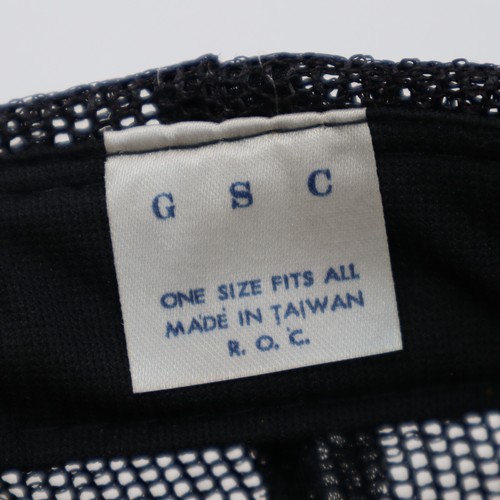 G S C
ONE SIZE FITS ALL
MADE IN TAIWAN
R. O. C.